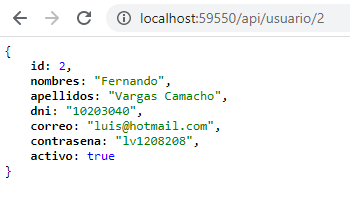 localhost:59550/api/usuario/2
{
id: 2,
nombres: "Fernando",
apellidos: "Vargas Camacho",
dni: "10203040",
correo: "luis@hotmail.com",
contrasena: "lv1208208",
activo: true
}